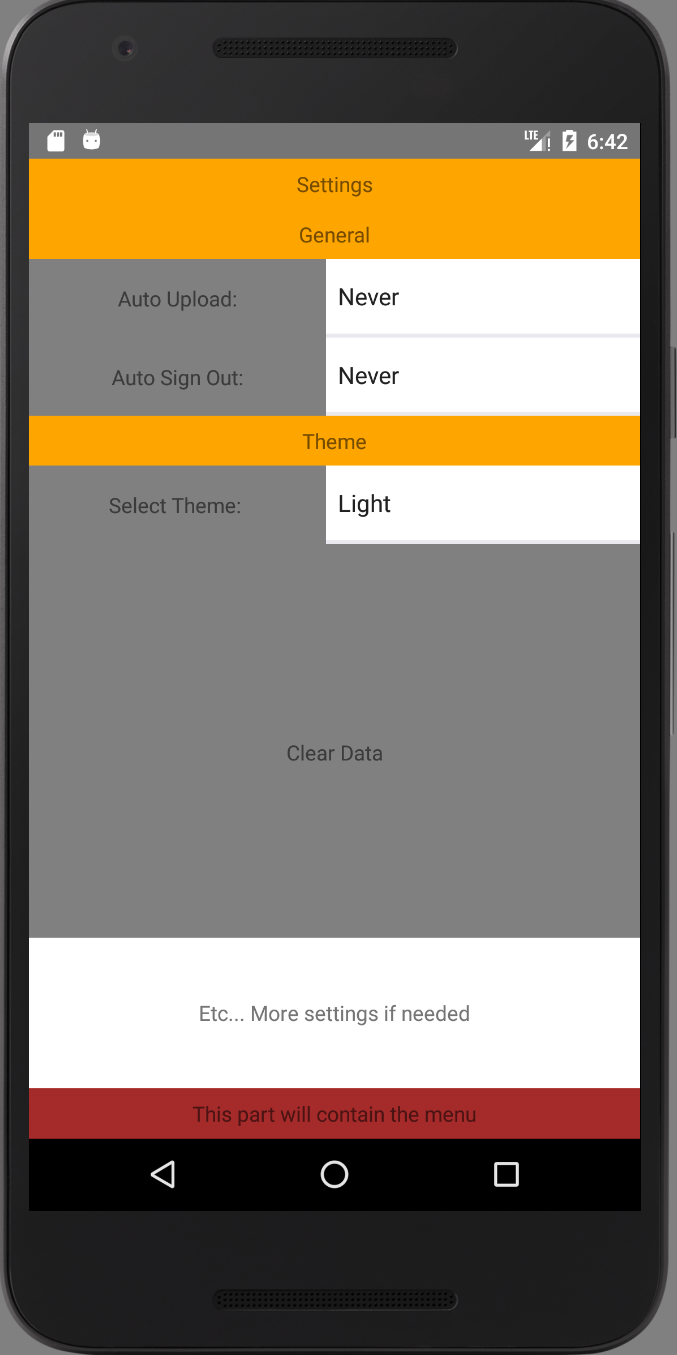 LTE 6:42
Settings
General
Auto Upload: Never
Auto Sign Out: Never
Theme
Select Theme: Light
Clear Data
Etc... More settings if needed
This part will contain the menu